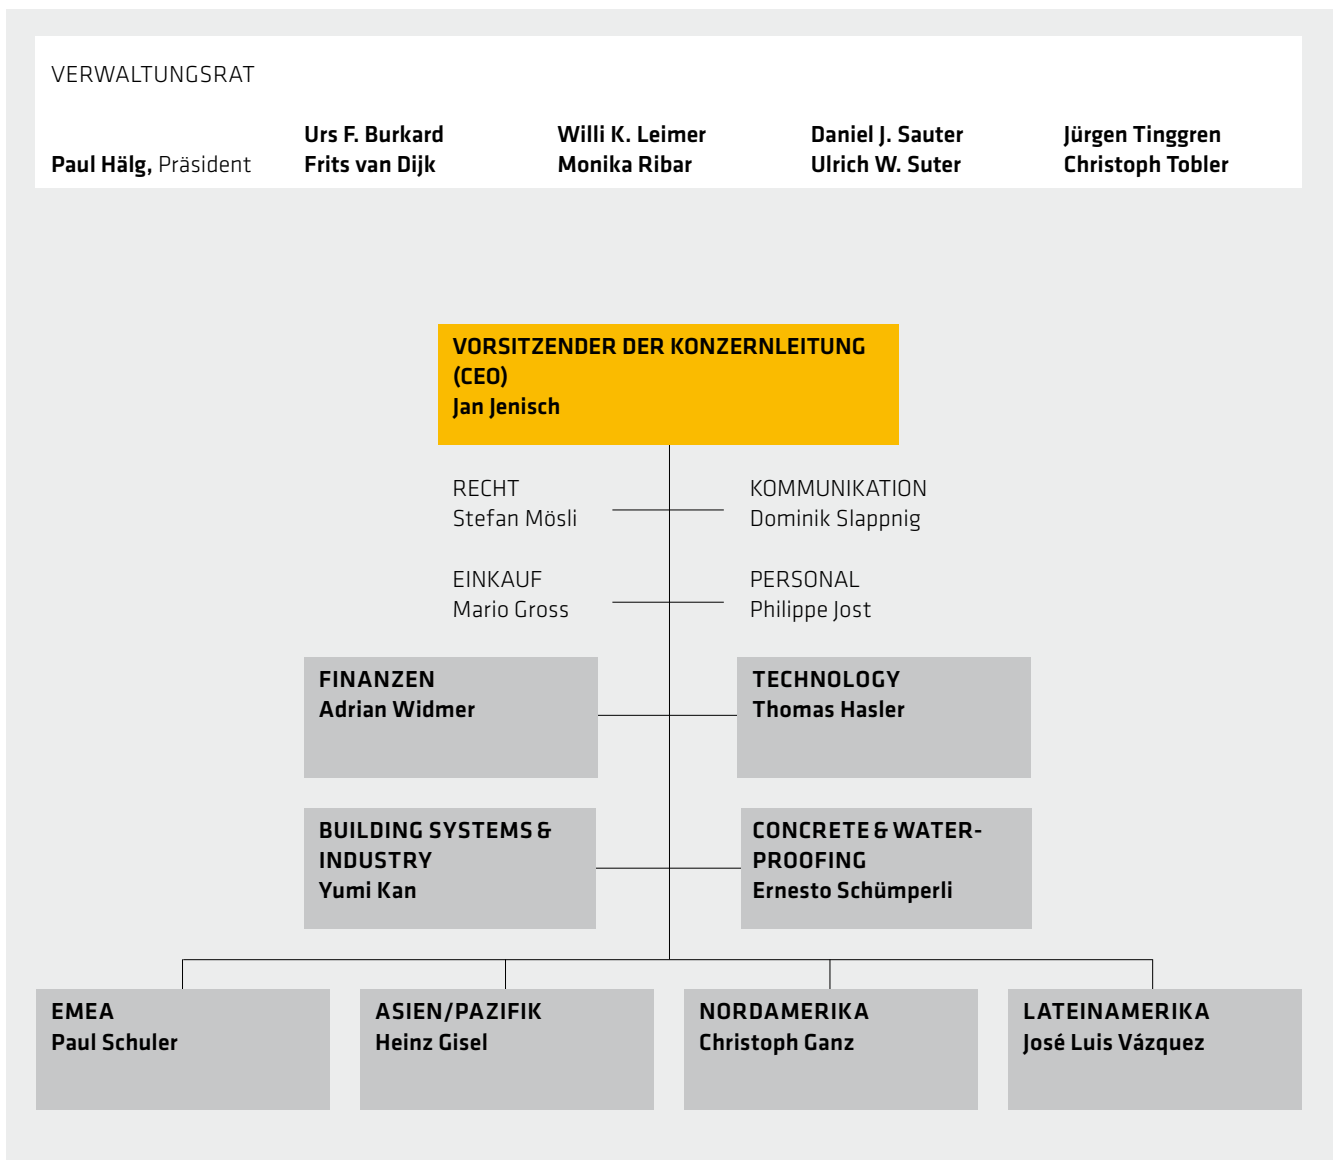 VERWALTUNGSRAT
Paul Hälg, Präsident
Urs F. Burkard
Frits van Dijk
Willi K. Leimer
Monika Ribar
Daniel J. Sauter
Ulrich W. Suter
Jürgen Tinggren
Christoph Tobler
VORSITZENDER DER KONZERNLEITUNG
(CEO)
Jan Jenisch
RECHT
Stefan Mösli
KOMMUNIKATION
Dominik Slappnig
EINKAUF
Mario Gross
PERSONAL
Philippe Jost
FINANZEN
Adrian Widmer
TECHNOLOGY
Thomas Hasler
BUILDING SYSTEMS &
INDUSTRY
Yumi Kan
CONCRETE & WATER-
PROOFING
Ernesto Schümperli
EMEA
Paul Schuler
ASIEN/PAZIFIK
Heinz Gisel
NORDAMERIKA
Christoph Ganz
LATEINAMERIKA
José Luis Vázquez